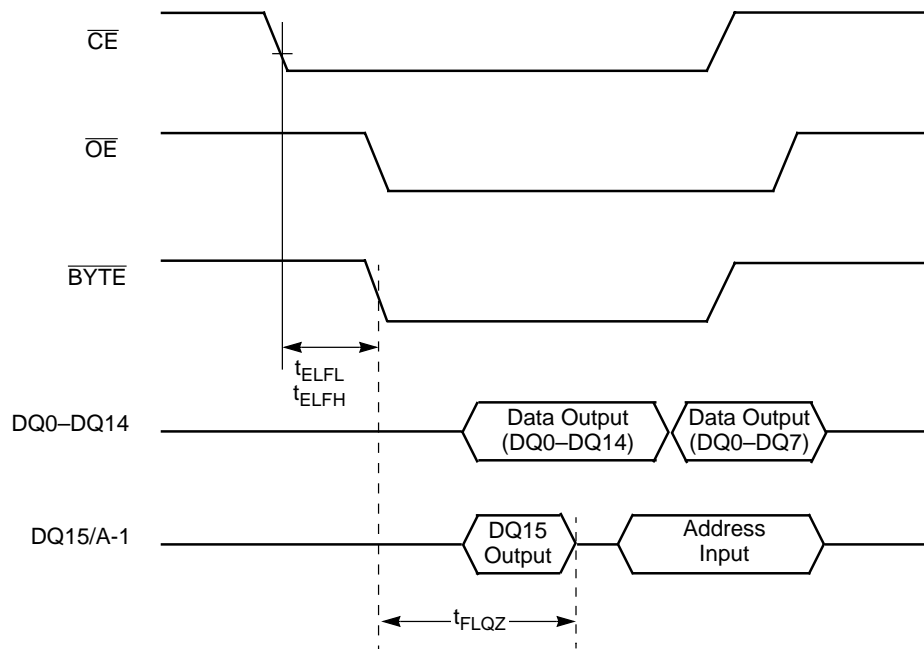 CE
OE
BYTE
tELFL
tELFH
DQ0–DQ14
Data Output
(DQ0–DQ14)
Data Output
(DQ0–DQ7)
DQ15/A-1
DQ15
Output
Address
Input
tFLQZ